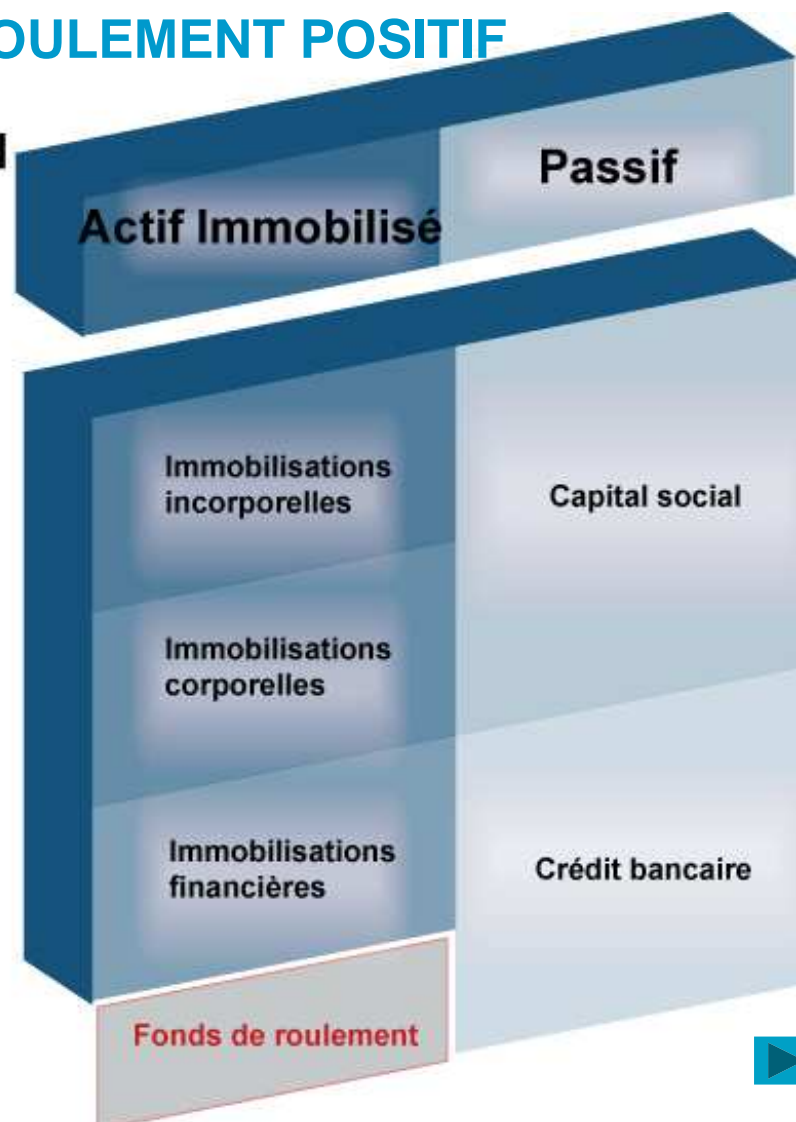 OULEMENT POSITIF
Actif Immobilisé
Passif
Immobilisations
incorporelles
Capital social
Immobilisations
corporelles
Immobilisations
financières
Crédit bancaire
Fonds de roulement